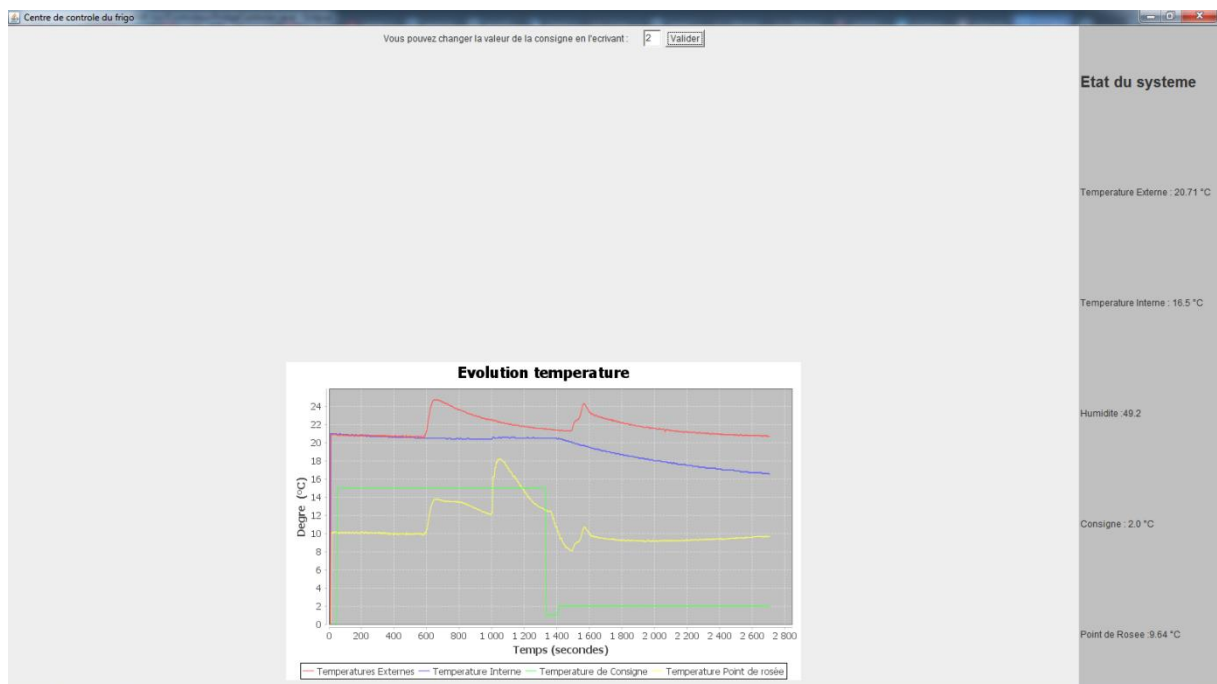 Centre de controle du frigo
Vous pouvez changer la valeur de la consigne en l'ecrivant : 2 Valider
Etat du systeme
Temperature Externe : 20.71 °C
Temperature Interne : 16.5 °C
Humidite :49.2
Consigne : 2.0 °C
Point de Rosee :9.64 °C
Evolution temperature
Degre (°C)
24
22
20
18
16
14
12
10
8
6
4
2
0
0 200 400 600 800 1 000 1 200 1 400 1 600 1 800 2 000 2 200 2 400 2 600 2 800
Temps (secondes)
Temperatures Externes Temperature Interne Temperature de Consigne Temperature Point de rosée